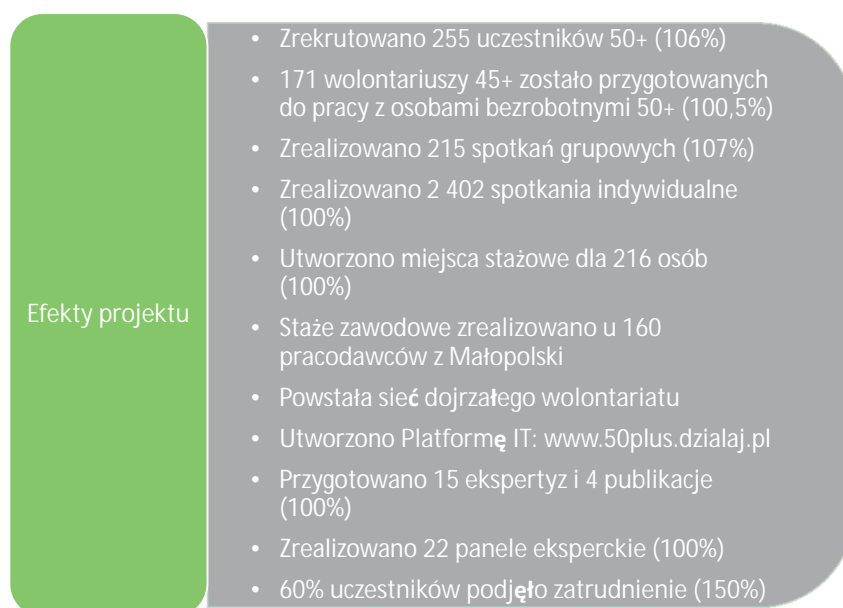 Efekty projektu
• Zrekrutowano 255 uczestników 50+ (106%)
• 171 wolontariuszy 45+ zostało przygotowanych
do pracy z osobami bezrobotnymi 50+ (100,5%)
• Zrealizowano 215 spotkań grupowych (107%)
• Zrealizowano 2 402 spotkania indywidualne
(100%)
• Utworzono miejsca stażowe dla 216 osób
(100%)
• Staże zawodowe zrealizowano u 160
pracodawców z Małopolski
• Powstała sieć dojrzałego wolontariatu
• Utworzono Platformę IT: www.50plus.dzialaj.pl
• Przygotowano 15 ekspertyz i 4 publikacje
(100%)
• Zrealizowano 22 panele eksperckie (100%)
• 60% uczestników podjęło zatrudnienie (150%)